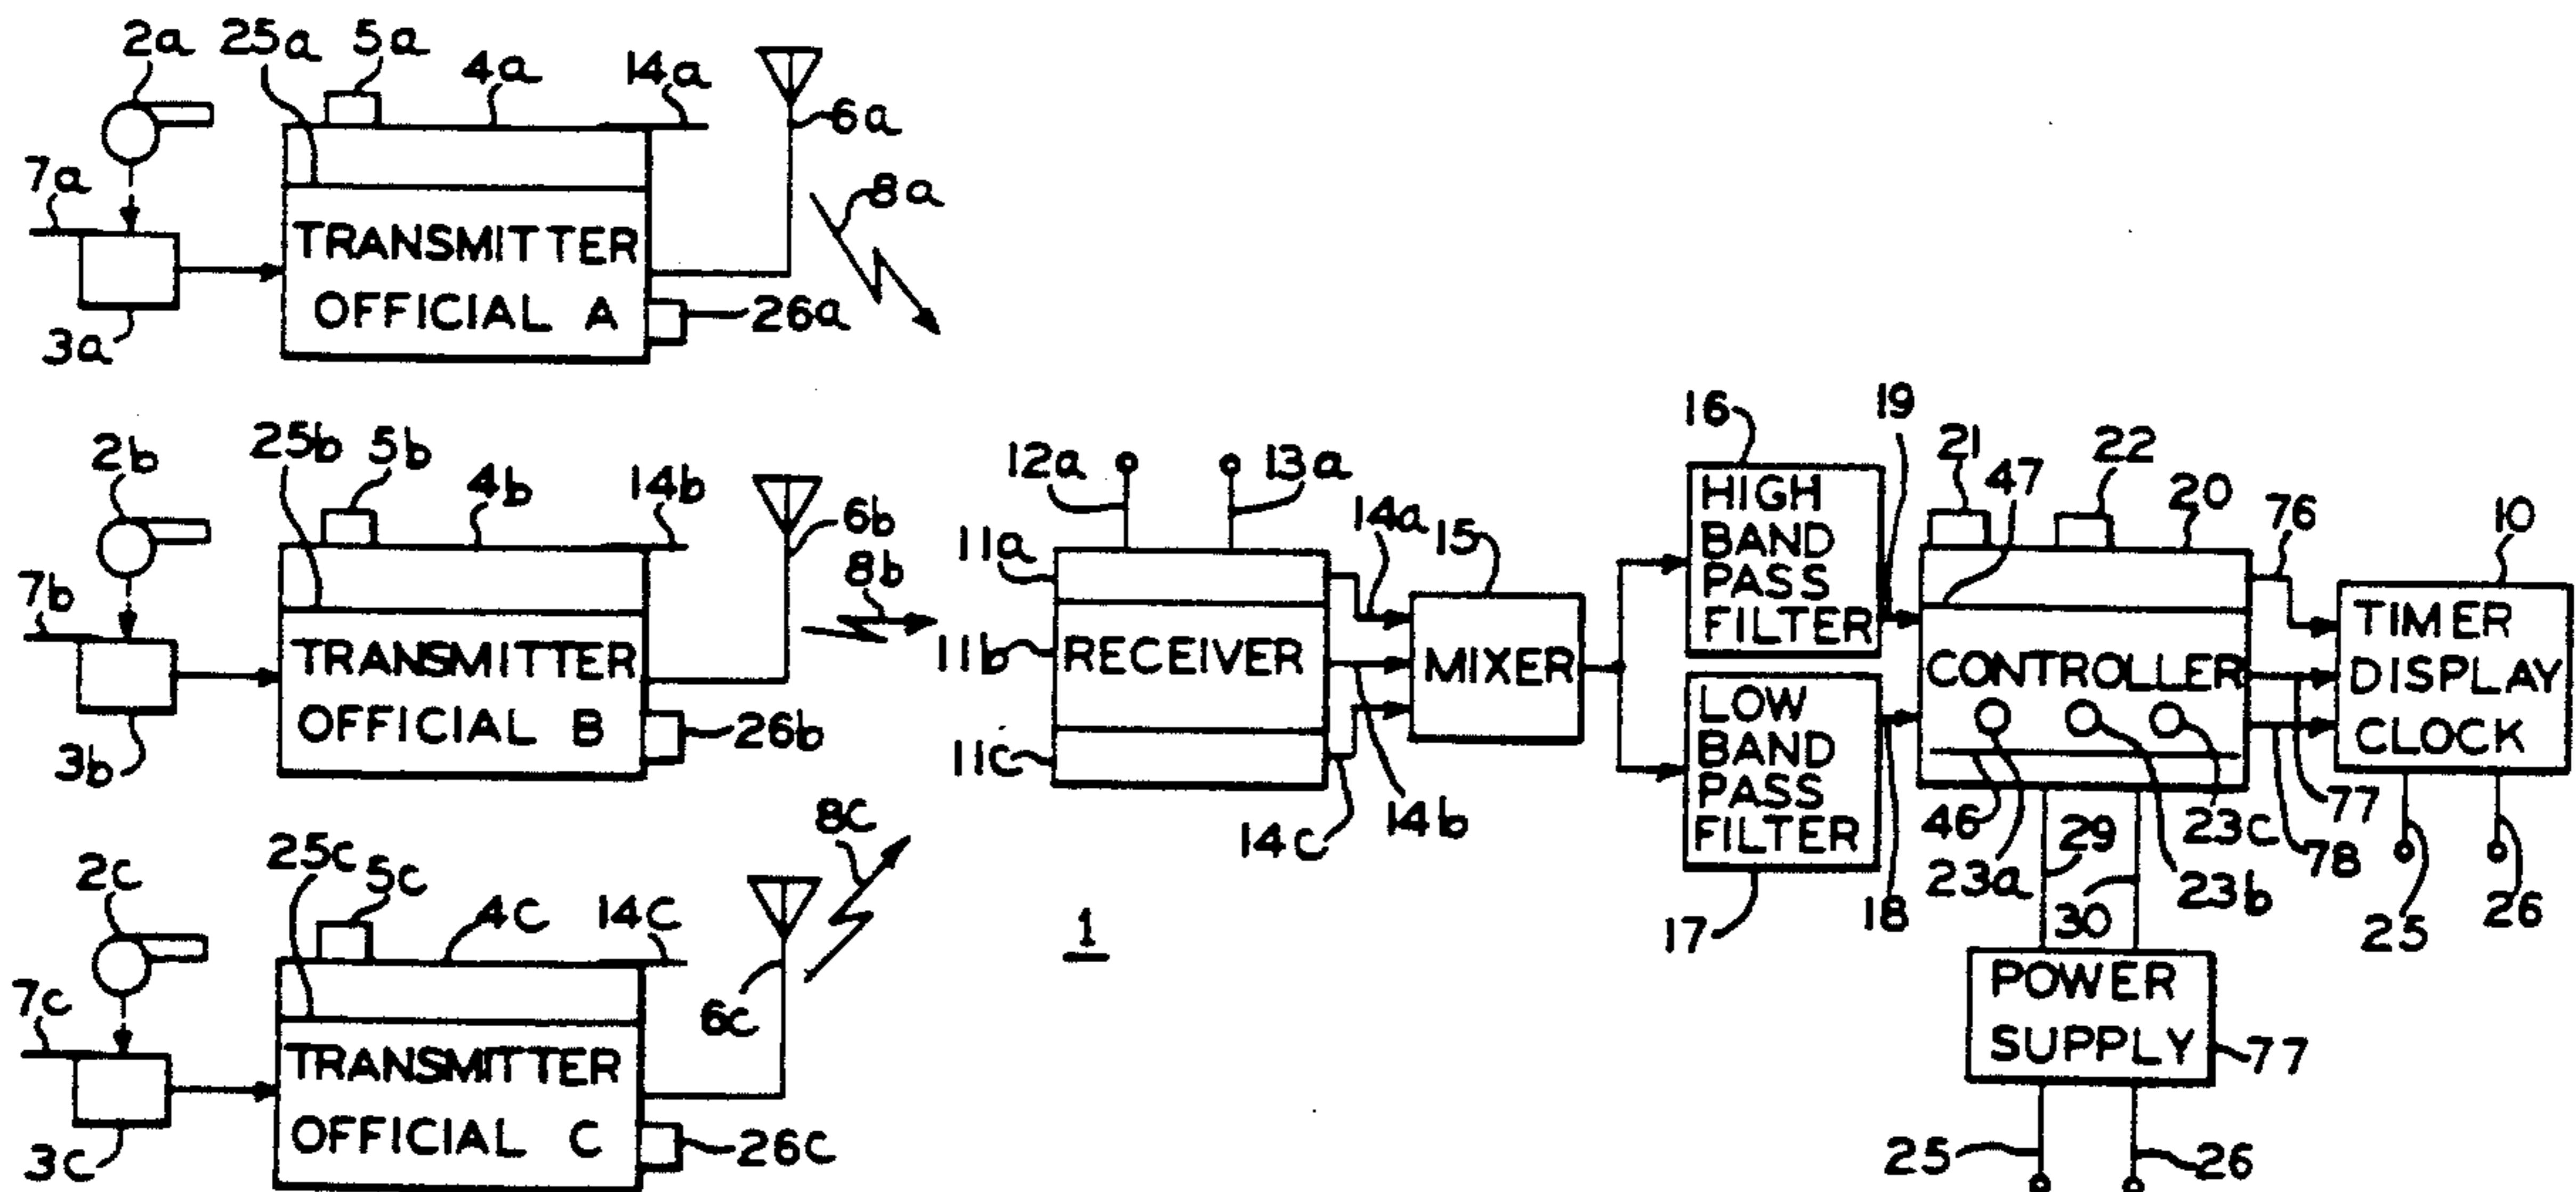 2a 25a 5a 4a 14a
6a
7a
8a
TRANSMITTER
OFFICIAL A
26a
3a
2b 25b 5b 4b 14b
6b
8b
7b
TRANSMITTER
OFFICIAL B
26b
3b
2c 25c 5c 4c 14c
8c
6c
7c
TRANSMITTER
OFFICIAL C
26c
3c
1
12a 13a
11a
11b
11c
RECEIVER
14a
14b
14c
15
MIXER
16
HIGH
BAND
PASS
FILTER
19
LOW
BAND
PASS
FILTER
17
18
21 47 22 20
CONTROLLER
46
23a
23b
23c
76
77
78
10
TIMER
DISPLAY
CLOCK
25 26
29
30
POWER
SUPPLY
77
25 26